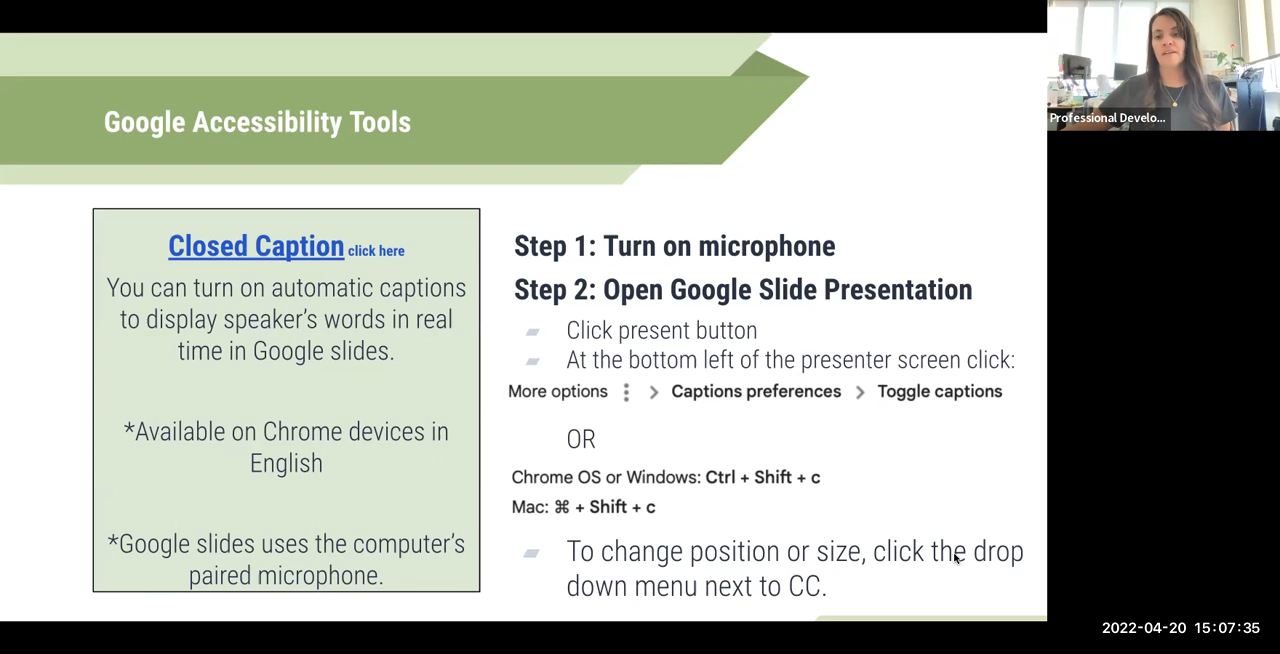 Google Accessibility Tools
Professional Develo...
Closed Caption click here
You can turn on automatic captions
to display speaker's words in real
time in Google slides.
*Available on Chrome devices in
English
*Google slides uses the computer's
paired microphone.
Step 1: Turn on microphone
Step 2: Open Google Slide Presentation
Click present button
At the bottom left of the presenter screen click:
More options ⋮ > Captions preferences > Toggle captions
OR
Chrome OS or Windows: Ctrl + Shift + c
Mac: ⌘ + Shift + c
To change position or size, click the drop
down menu next to CC.
2022-04-20 15:07:35